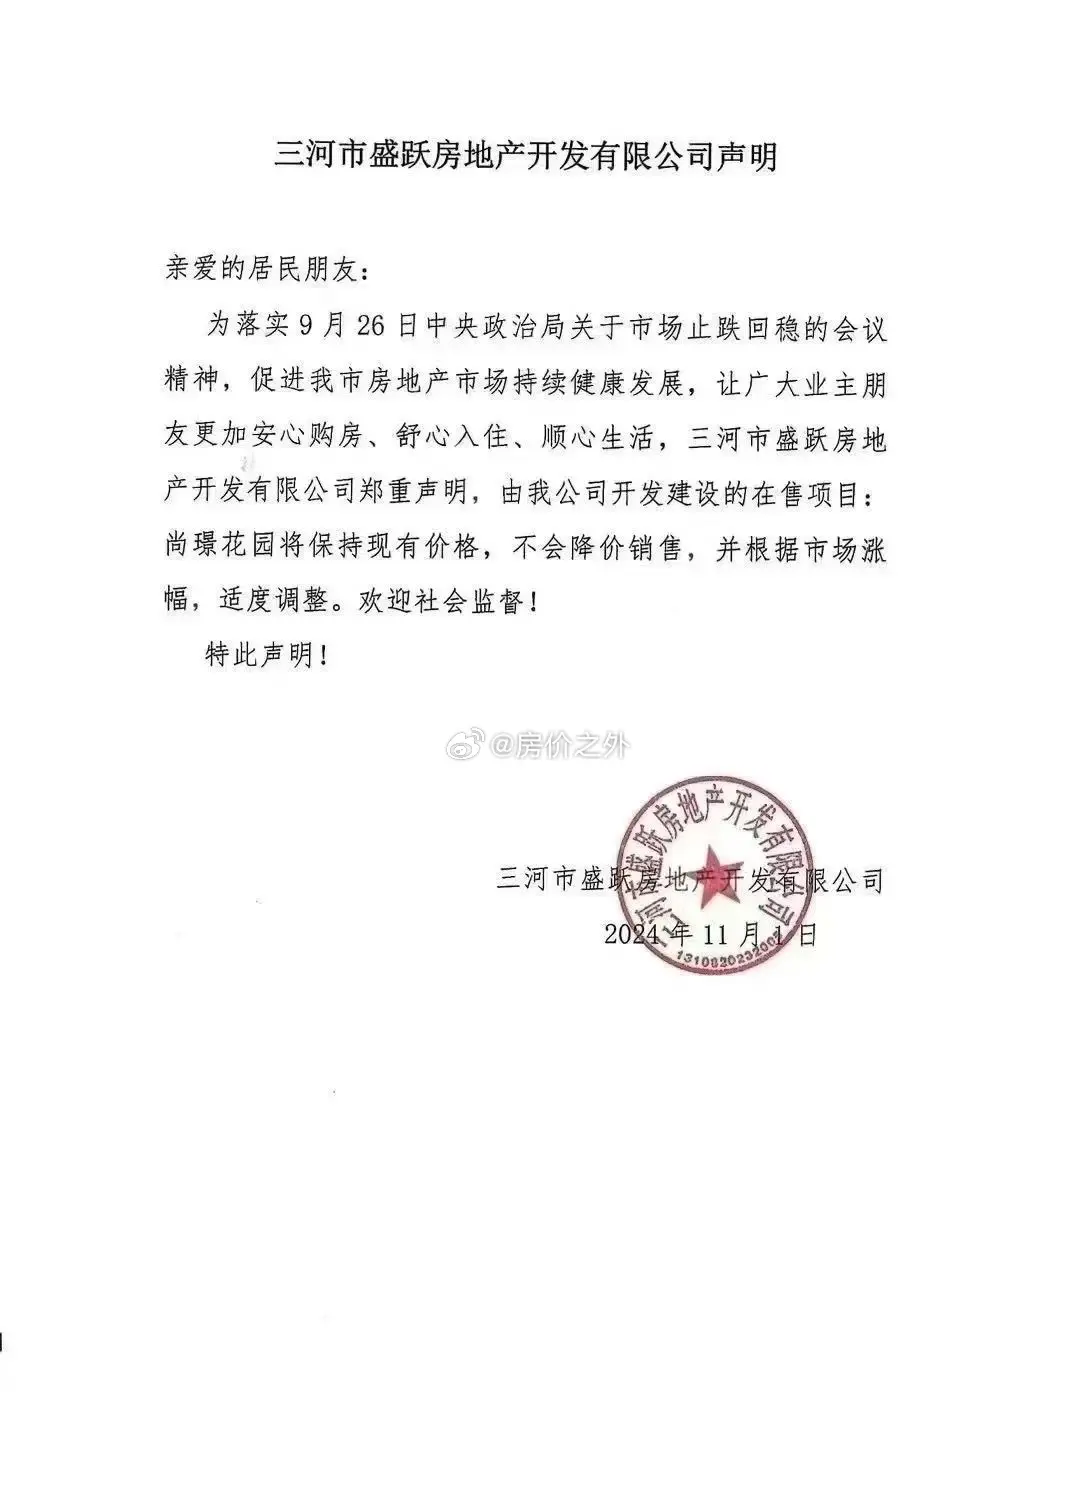 三河市盛跃房地产开发有限公司声明
亲爱的居民朋友：
为落实9月26日中央政治局关于市场止跌回稳的会议
精神，促进我市房地产市场持续健康发展，让广大业主朋
友更加安心购房、舒心入住、顺心生活，三河市盛跃房地
产开发有限公司郑重声明，由我公司开发建设的在售项目：
尚璟花园将保持现有价格，不会降价销售，并根据市场涨
幅，适度调整。欢迎社会监督！
特此声明！
@房价之外
三河市盛跃房地产开发有限公司
三河市盛跃房地产开发有限公司
2024年11月1日